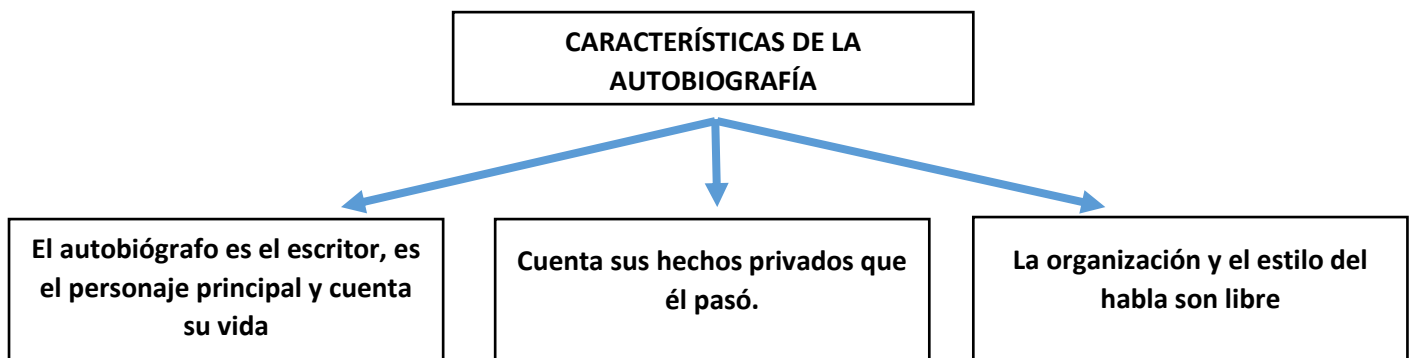 CARACTERÍSTICAS DE LA
AUTOBIOGRAFÍA
El autobiógrafo es el escritor, es
el personaje principal y cuenta
su vida
Cuenta sus hechos privados que
él pasó.
La organización y el estilo del
habla son libre